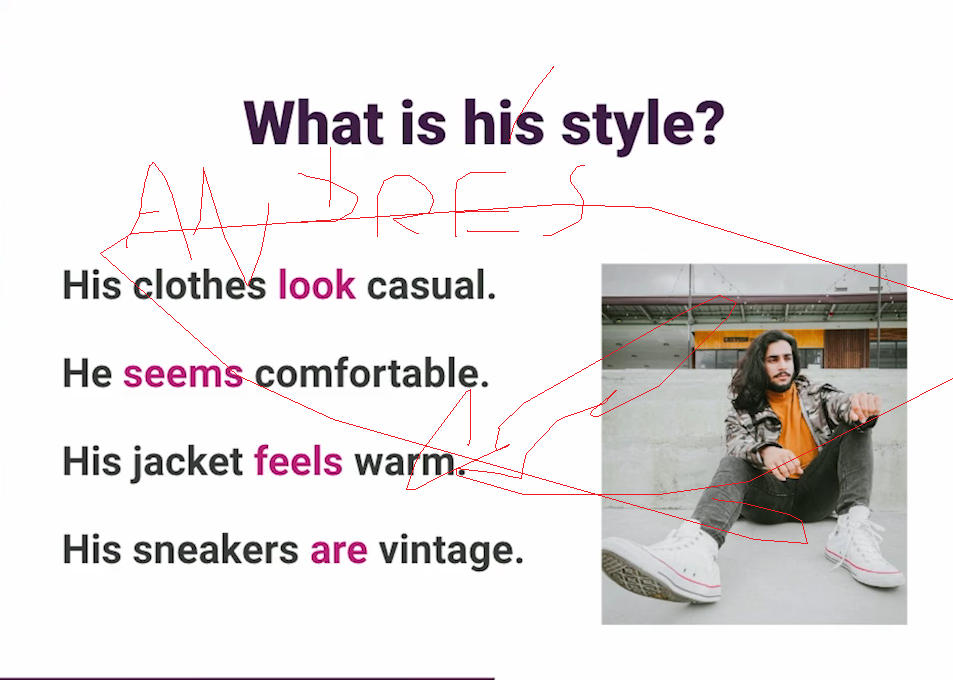 What is his style?
ANDRES
His clothes look casual.
He seems comfortable.
His jacket feels warm.
His sneakers are vintage.